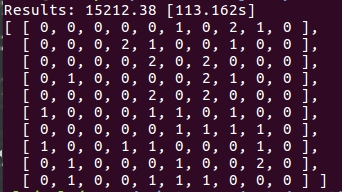 Results: 15212.38 [113.162s]
[ [ 0, 0, 0, 0, 0, 1, 0, 2, 1, 0 ],
[ 0, 0, 0, 2, 1, 0, 0, 1, 0, 0 ],
[ 0, 0, 0, 0, 2, 0, 2, 0, 0, 0 ],
[ 0, 1, 0, 0, 0, 0, 2, 1, 0, 0 ],
[ 0, 0, 0, 0, 2, 0, 2, 0, 0, 0 ],
[ 1, 0, 0, 0, 1, 1, 0, 1, 0, 0 ],
[ 0, 0, 0, 0, 0, 1, 1, 1, 1, 0 ],
[ 1, 0, 0, 1, 1, 0, 0, 0, 1, 0 ],
[ 0, 1, 0, 0, 0, 1, 0, 0, 2, 0 ],
[ 0, 1, 0, 0, 1, 1, 1, 0, 0, 0 ] ]